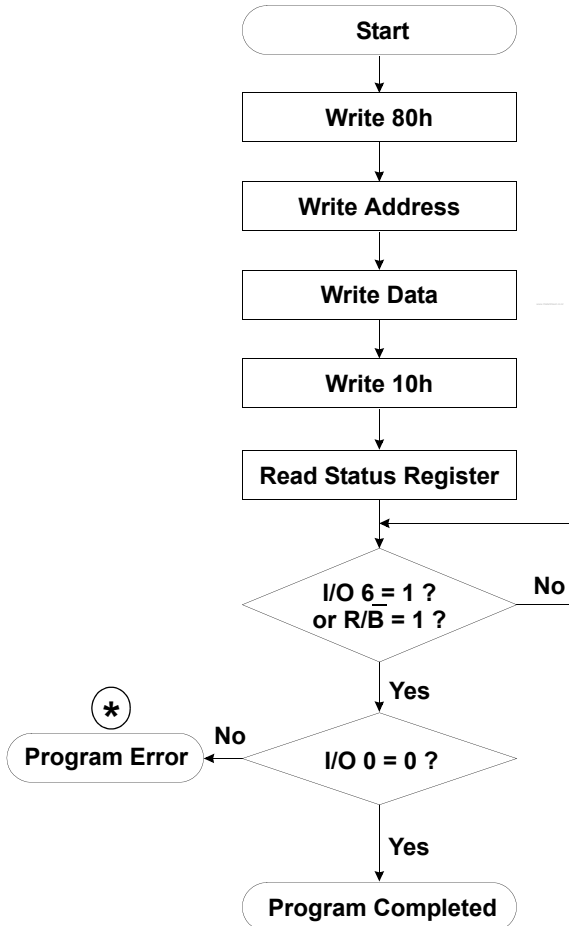 Start
Write 80h
Write Address
Write Data
Write 10h
Read Status Register
I/O 6 = 1 ?
or R/B̅ = 1 ?
No
Yes
*
Program Error
No
I/O 0 = 0 ?
Yes
Program Completed